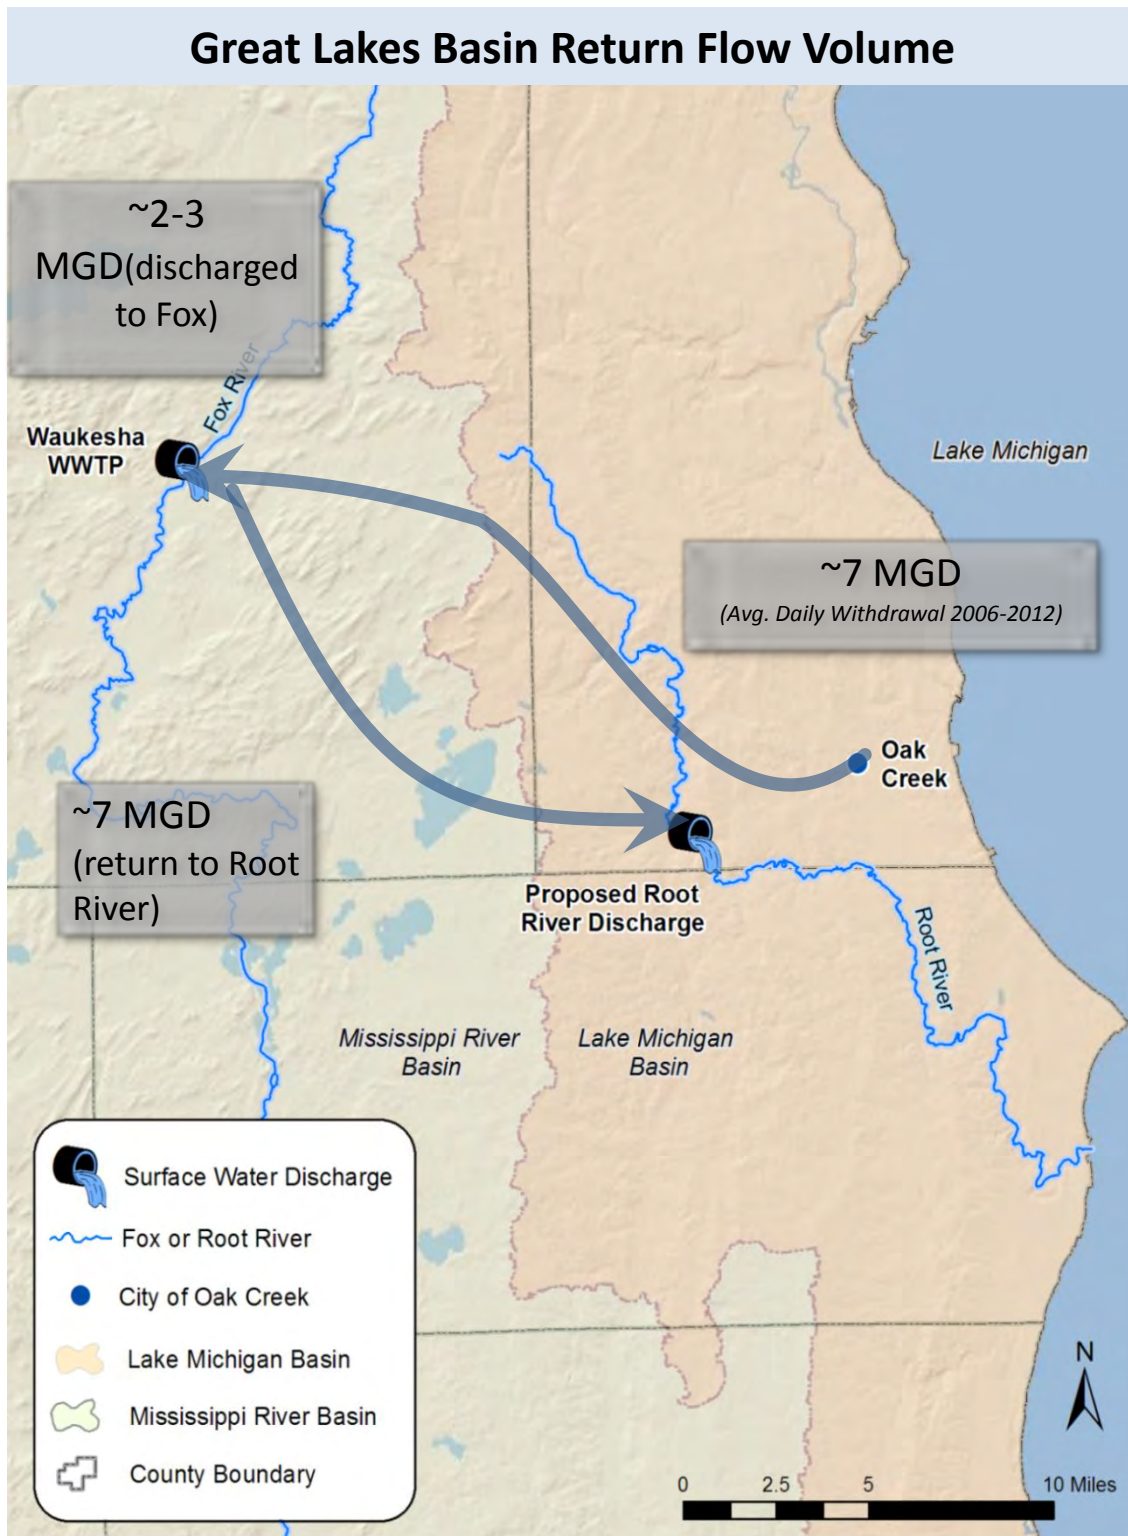 Great Lakes Basin Return Flow Volume
~2-3
MGD(discharged
to Fox)
Fox River
Waukesha
WWTP
Lake Michigan
~7 MGD
(Avg. Daily Withdrawal 2006-2012)
Oak
Creek
~7 MGD
(return to Root
River)
Proposed Root
River Discharge
Root River
Mississippi River
Basin
Lake Michigan
Basin
Surface Water Discharge
Fox or Root River
City of Oak Creek
Lake Michigan Basin
Mississippi River Basin
County Boundary
N
0 2.5 5 10 Miles